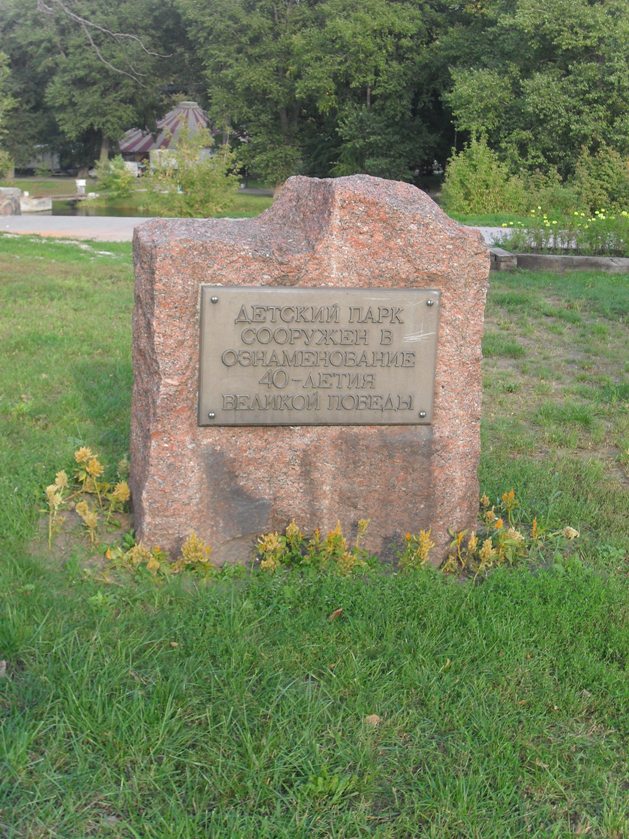 ДЕТСКИЙ ПАРК
СООРУЖЕН В
ОЗНАМЕНОВАНИЕ
40-ЛЕТИЯ
ВЕЛИКОЙ ПОБЕДЫ